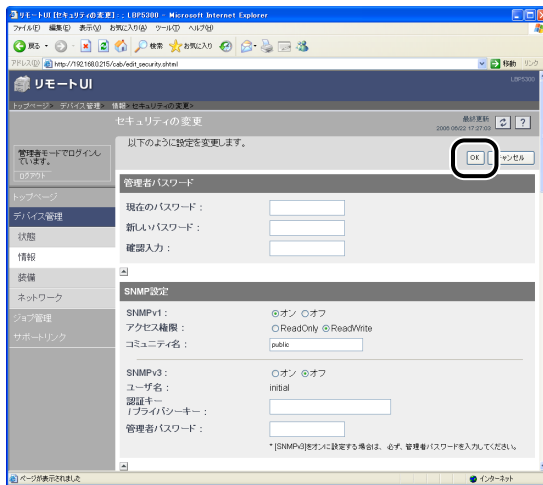 リモートUI [セキュリティの変更] : ; LBP5300 - Microsoft Internet Explorer
ファイル(F) 編集(E) 表示(V) お気に入り(A) ツール(T) ヘルプ(H)
戻る 検索 お気に入り
アドレス(D) http://192.168.0.215/cab/edit_security.shtml 移動 リンク
リモートUI LBP5300
トップページ> デバイス管理> 情報> セキュリティの変更>
セキュリティの変更 最終更新
2006 06/22 17:27:03
以下のように設定を変更します。
OK キャンセル
管理者モードでログインしています。
ログアウト
トップページ
デバイス管理
状態
情報
装備
ネットワーク
ジョブ管理
サポートリンク
管理者パスワード
現在のパスワード：
新しいパスワード：
確認入力：
SNMP設定
SNMPv1： オン オフ
アクセス権限： ReadOnly ReadWrite
コミュニティ名： public
SNMPv3： オン オフ
ユーザ名： initial
認証キー
/プライバシーキー：
管理者パスワード：
* [SNMPv3]をオンに設定する場合は、必ず、管理者パスワードを入力してください。
ページが表示されました インターネット